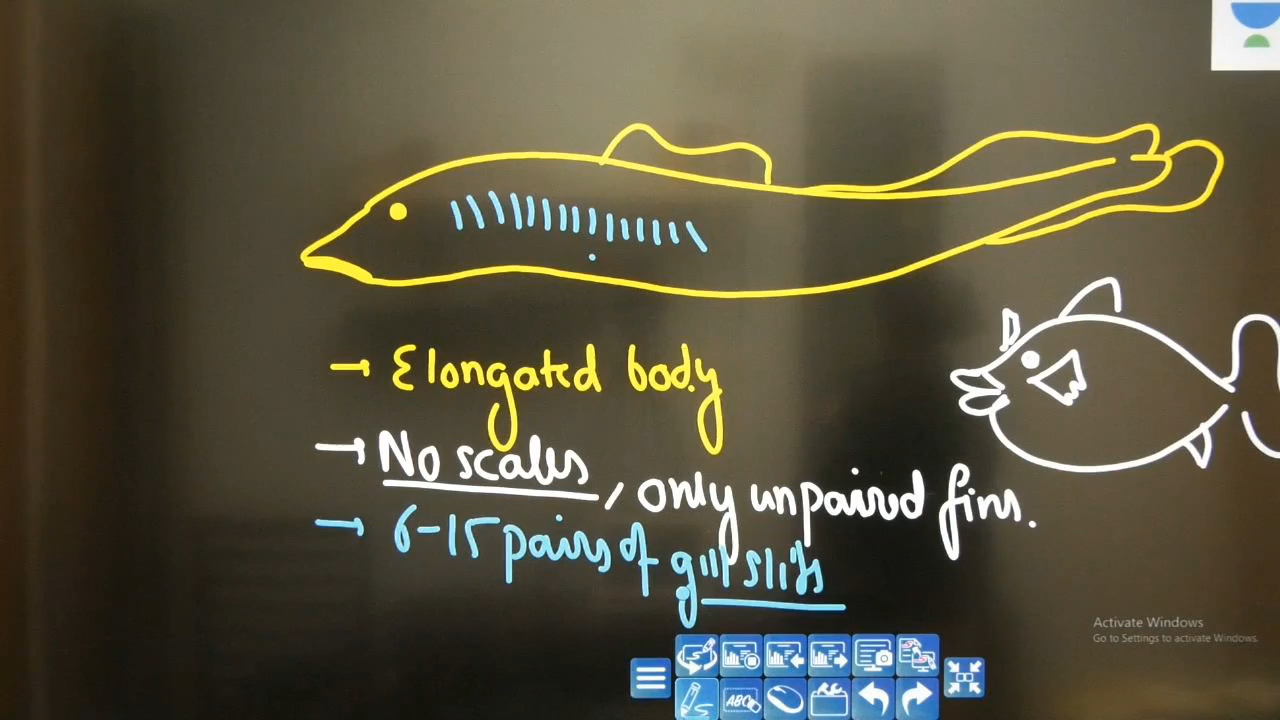 → Elongated body
→ No scales, only unpaired fins.
→ 6-15 pairs of gill slits
Activate Windows
Go to Settings to activate Windows.
ABC